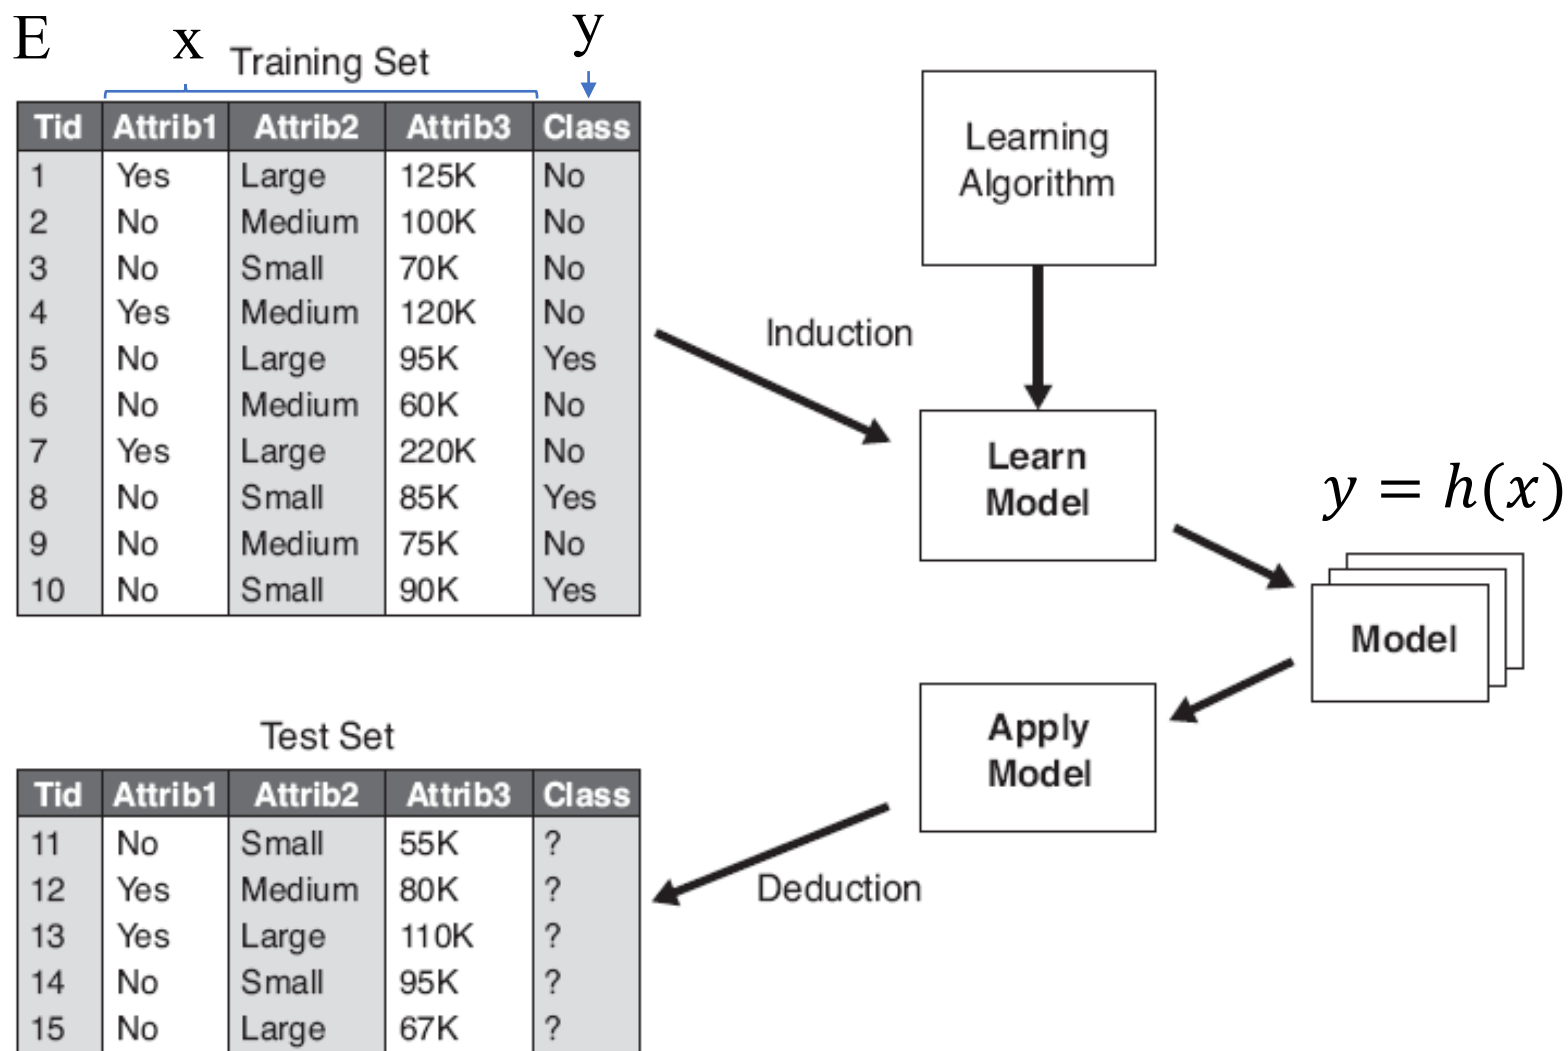 E
x
y
Training Set
Tid Attrib1 Attrib2 Attrib3 Class
1 Yes Large 125K No
2 No Medium 100K No
3 No Small 70K No
4 Yes Medium 120K No
5 No Large 95K Yes
6 No Medium 60K No
7 Yes Large 220K No
8 No Small 85K Yes
9 No Medium 75K No
10 No Small 90K Yes
Learning
Algorithm
Induction
Learn
Model
y = h(x)
Model
Apply
Model
Deduction
Test Set
Tid Attrib1 Attrib2 Attrib3 Class
11 No Small 55K ?
12 Yes Medium 80K ?
13 Yes Large 110K ?
14 No Small 95K ?
15 No Large 67K ?